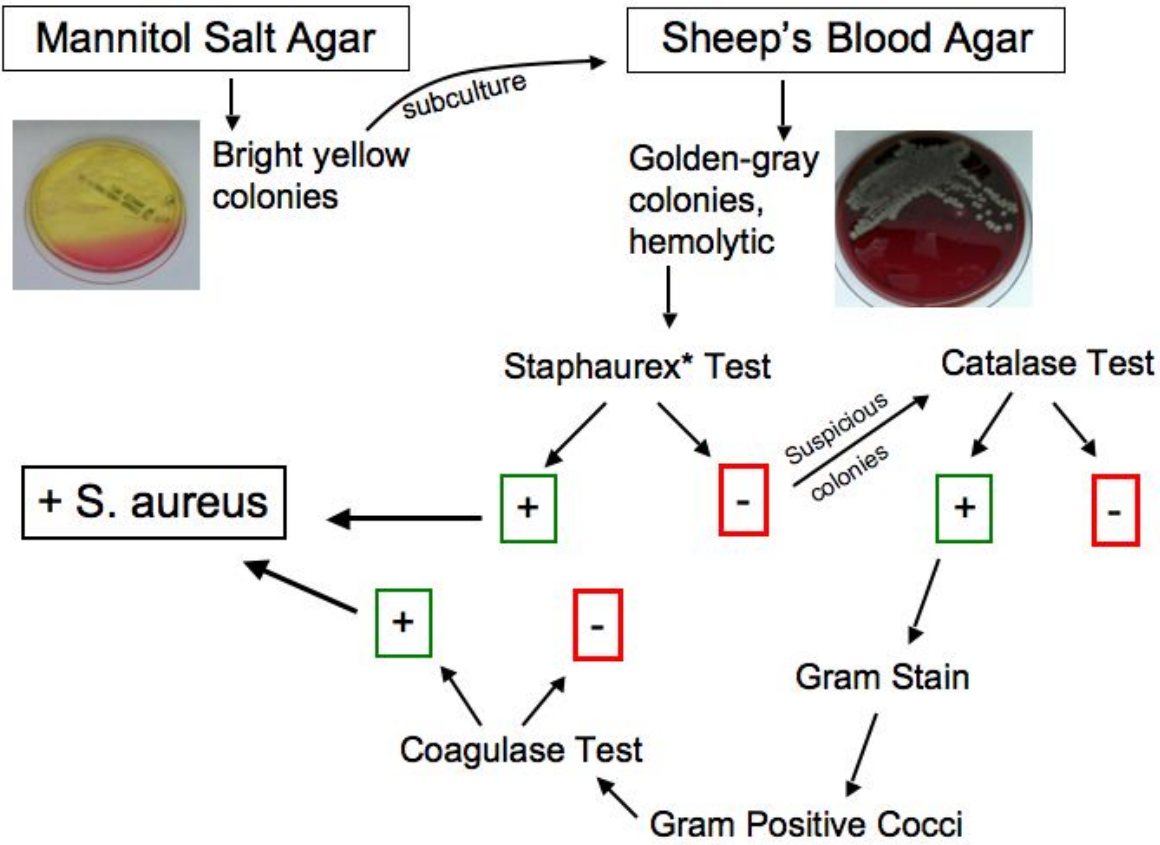 Mannitol Salt Agar
Sheep's Blood Agar
subculture
Bright yellow
colonies
Golden-gray
colonies,
hemolytic
Staphaurex* Test
Catalase Test
Suspicious
colonies
+ S. aureus
+
-
+
-
+
-
Gram Stain
Coagulase Test
Gram Positive Cocci